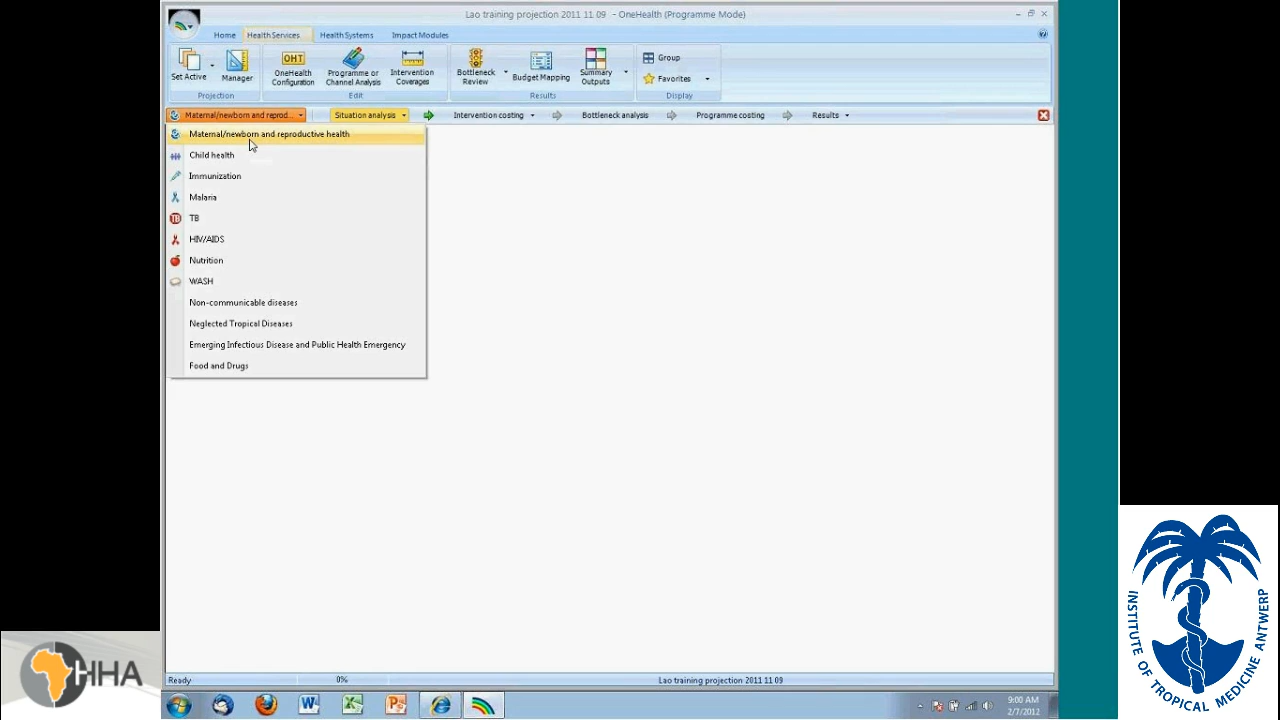 Lao training projection 2011 11 09 - OneHealth (Programme Mode)
Home Health Services Health Systems Impact Modules
Set Active
Manager
OneHealth Configuration
Programme or Channel Analysis
Intervention Coverages
Bottleneck Review
Budget Mapping
Summary Outputs
Group
Favorites
Projection Edit Results Display
Maternal/newborn and reprod... Situation analysis Intervention costing Bottleneck analysis Programme costing Results
Maternal/newborn and reproductive health
Child health
Immunization
Malaria
TB
HIV/AIDS
Nutrition
WASH
Non-communicable diseases
Neglected Tropical Diseases
Emerging Infectious Disease and Public Health Emergency
Food and Drugs
Ready 0% Lao training projection 2011 11 09
9:00 AM
2/7/2012
HHA
INSTITUTE OF TROPICAL MEDICINE ANTWERP